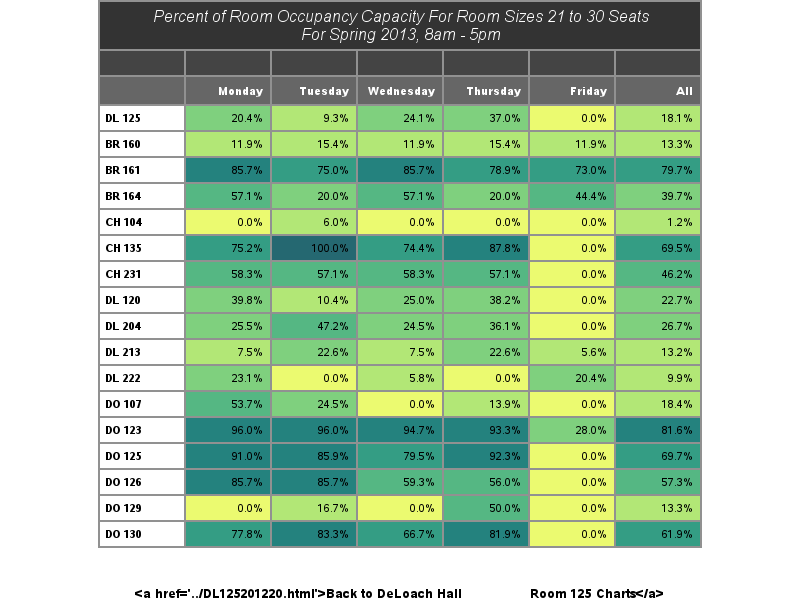 Percent of Room Occupancy Capacity For Room Sizes 21 to 30 Seats
For Spring 2013, 8am - 5pm
Monday Tuesday Wednesday Thursday Friday All
DL 125 20.4% 9.3% 24.1% 37.0% 0.0% 18.1%
BR 160 11.9% 15.4% 11.9% 15.4% 11.9% 13.3%
BR 161 85.7% 75.0% 85.7% 78.9% 73.0% 79.7%
BR 164 57.1% 20.0% 57.1% 20.0% 44.4% 39.7%
CH 104 0.0% 6.0% 0.0% 0.0% 0.0% 1.2%
CH 135 75.2% 100.0% 74.4% 87.8% 0.0% 69.5%
CH 231 58.3% 57.1% 58.3% 57.1% 0.0% 46.2%
DL 120 39.8% 10.4% 25.0% 38.2% 0.0% 22.7%
DL 204 25.5% 47.2% 24.5% 36.1% 0.0% 26.7%
DL 213 7.5% 22.6% 7.5% 22.6% 5.6% 13.2%
DL 222 23.1% 0.0% 5.8% 0.0% 20.4% 9.9%
DO 107 53.7% 24.5% 0.0% 13.9% 0.0% 18.4%
DO 123 96.0% 96.0% 94.7% 93.3% 28.0% 81.6%
DO 125 91.0% 85.9% 79.5% 92.3% 0.0% 69.7%
DO 126 85.7% 85.7% 59.3% 56.0% 0.0% 57.3%
DO 129 0.0% 16.7% 0.0% 50.0% 0.0% 13.3%
DO 130 77.8% 83.3% 66.7% 81.9% 0.0% 61.9%
<a href='../DL125201220.html'>Back to DeLoach Hall Room 125 Charts</a>